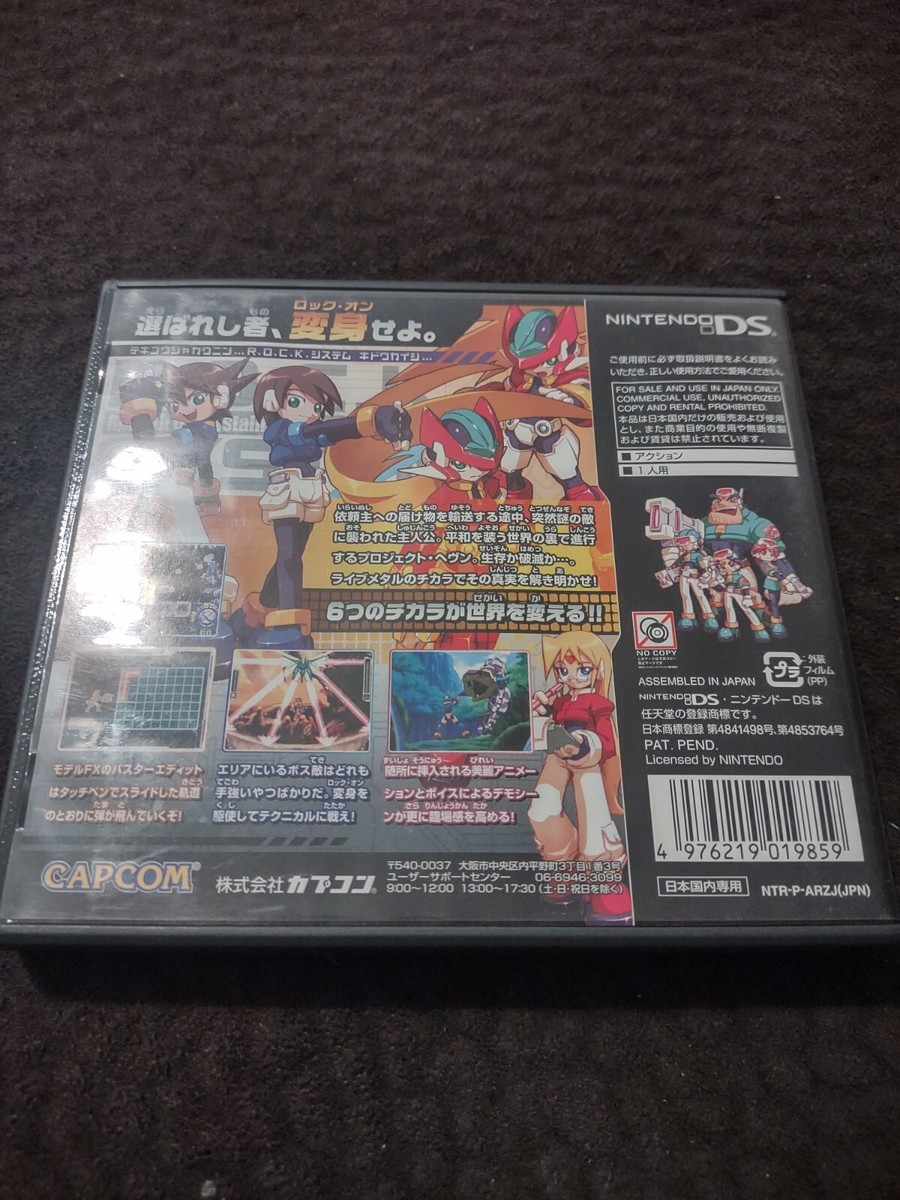 選ばれし者、変身せよ。
ロック・オン
テキゴウシャカクニン... R.O.C.K.システム キドウカイシ...
依頼主への届け物を輸送する途中、突然謎の敵
に襲われた主人公。平和を装う世界の裏で進行
するプロジェクト・ヘヴン。生存か破滅か…。
ライブメタルのチカラでその真実を解き明かせ!
6つのチカラが世界を変える!!
モデルFXのバスターエディット
はタッチペンでスライドした軌道
のとおりに弾が飛んでいくぞ!
エリアにいるボス敵はどれも
手強いやつばかりだ。変身を
駆使してテクニカルに戦え!
随所に挿入される美麗アニメー
ションとボイスによるデモシー
ンが更に臨場感を高める!
CAPCOM
株式会社カプコン
〒540-0037 大阪市中央区内平野町3丁目1番3号
ユーザーサポートセンター 06-6946-3099
9:00~12:00 13:00~17:30 (土・日・祝日を除く)
NINTENDO DS
ご使用前に必ず取扱説明書をよくお読み
いただき、正しい使用方法でご愛用ください。
FOR SALE AND USE IN JAPAN ONLY.
COMMERCIAL USE, UNAUTHORIZED
COPY AND RENTAL PROHIBITED.
本品は日本国内だけの販売および使用
とし、また商業目的の使用や無断複製
および賃貸は禁止されています。
■ アクション
■ 1人用
NO COPY
ASSEMBLED IN JAPAN
プラ
外装
フィルム
(PP)
NINTENDO DS・ニンテンドーDSは
任天堂の登録商標です。
日本商標登録 第4841498号、第4853764号
PAT. PEND.
Licensed by NINTENDO
4 976219 019859
日本国内専用
NTR-P-ARZJ(JPN)